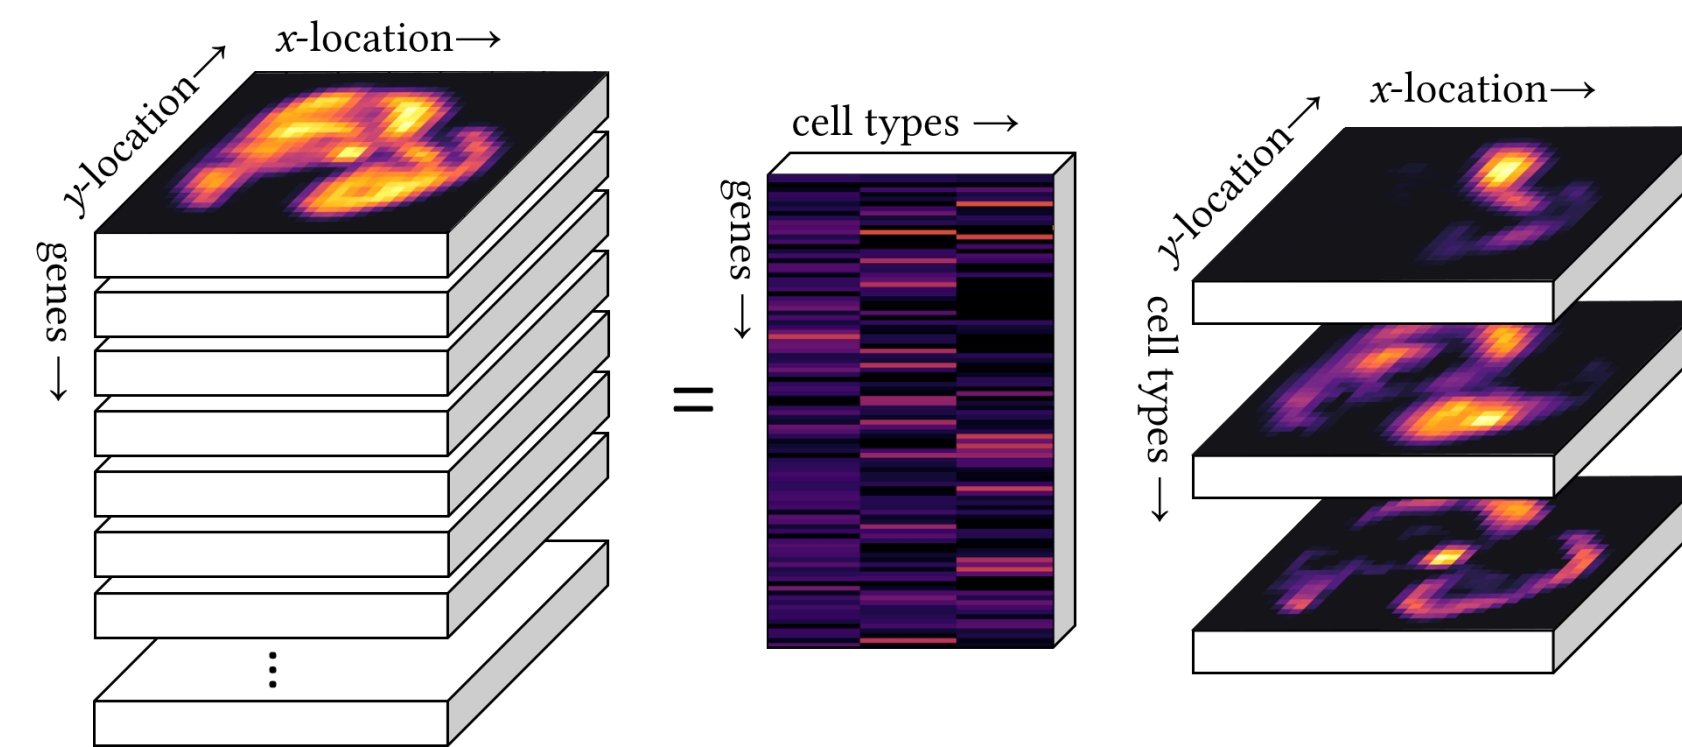 x-location→
y-location→
genes →
⋮
=
cell types →
genes →
x-location→
y-location→
cell types →